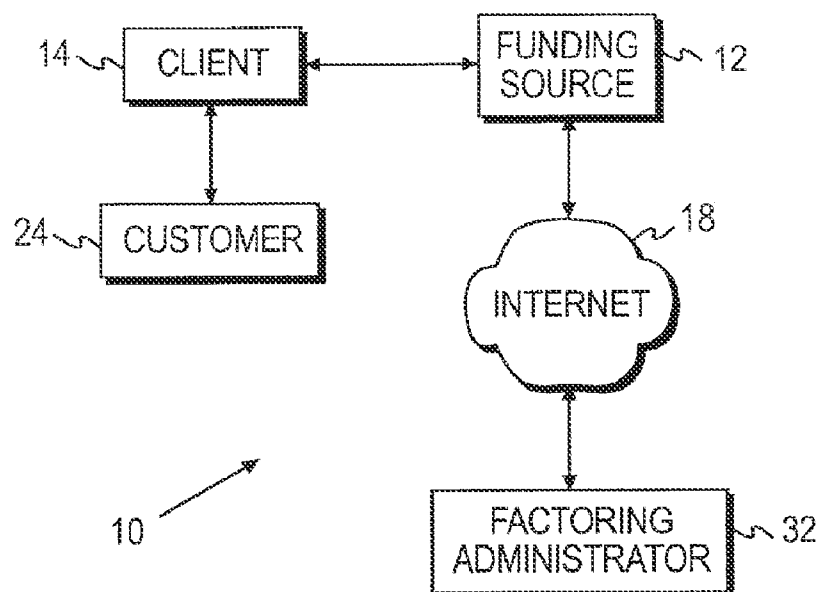 14
CLIENT
FUNDING
SOURCE
12
24
CUSTOMER
18
INTERNET
10
FACTORING
ADMINISTRATOR
32